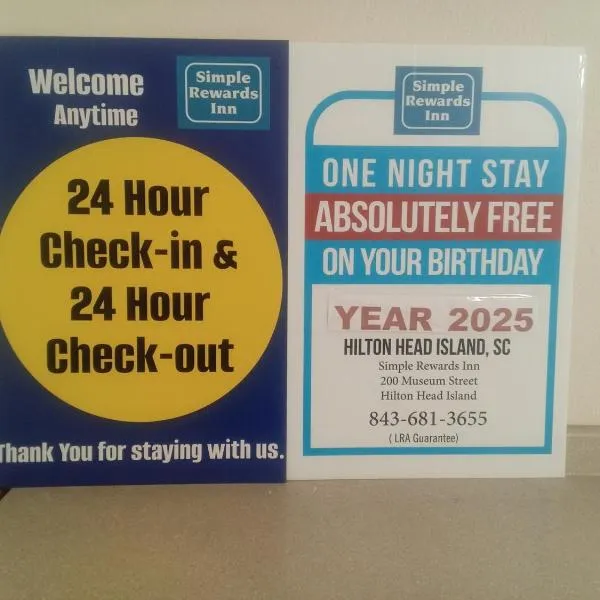 Welcome
Anytime
Simple
Rewards
Inn
24 Hour
Check-in &
24 Hour
Check-out
Thank You for staying with us.
Simple
Rewards
Inn
ONE NIGHT STAY
ABSOLUTELY FREE
ON YOUR BIRTHDAY
YEAR 2025
HILTON HEAD ISLAND, SC
Simple Rewards Inn
200 Museum Street
Hilton Head Island
843-681-3655
( LRA Guarantee)